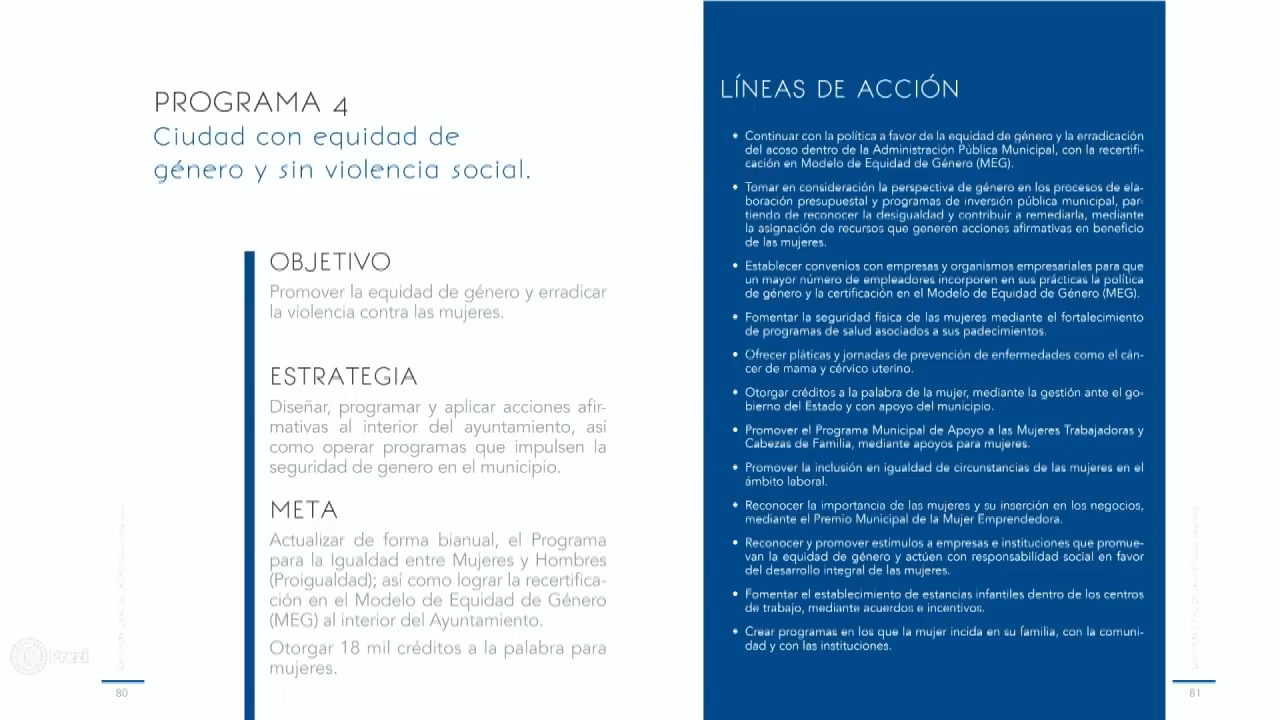 PROGRAMA 4
Ciudad con equidad de
género y sin violencia social.
OBJETIVO
Promover la equidad de género y erradicar
la violencia contra las mujeres.
ESTRATEGIA
Diseñar, programar y aplicar acciones afir-
mativas al interior del ayuntamiento, así
como operar programas que impulsen la
seguridad de genero en el municipio.
META
Actualizar de forma bianual, el Programa
para la Igualdad entre Mujeres y Hombres
(Proigualdad); así como lograr la recertifica-
ción en el Modelo de Equidad de Género
(MEG) al interior del Ayuntamiento.
Otorgar 18 mil créditos a la palabra para
mujeres.
Prezi
80
LÍNEAS DE ACCIÓN
• Continuar con la política a favor de la equidad de género y la erradicación
del acoso dentro de la Administración Pública Municipal, con la recertifi-
cación en Modelo de Equidad de Género (MEG).
• Tomar en consideración la perspectiva de género en los procesos de ela-
boración presupuestal y programas de inversión pública municipal, par-
tiendo de reconocer la desigualdad y contribuir a remediarla, mediante
la asignación de recursos que generen acciones afirmativas en beneficio
de las mujeres.
• Establecer convenios con empresas y organismos empresariales para que
un mayor número de empleadores incorporen en sus prácticas la política
de género y la certificación en el Modelo de Equidad de Género (MEG).
• Fomentar la seguridad física de las mujeres mediante el fortalecimiento
de programas de salud asociados a sus padecimientos.
• Ofrecer pláticas y jornadas de prevención de enfermedades como el cán-
cer de mama y cérvico uterino.
• Otorgar créditos a la palabra de la mujer, mediante la gestión ante el go-
bierno del Estado y con apoyo del municipio.
• Promover el Programa Municipal de Apoyo a las Mujeres Trabajadoras y
Cabezas de Familia, mediante apoyos para mujeres.
• Promover la inclusión en igualdad de circunstancias de las mujeres en el
ámbito laboral.
• Reconocer la importancia de las mujeres y su inserción en los negocios,
mediante el Premio Municipal de la Mujer Emprendedora.
• Reconocer y promover estímulos a empresas e instituciones que promue-
van la equidad de género y actúen con responsabilidad social en favor
del desarrollo integral de las mujeres.
• Fomentar el establecimiento de estancias infantiles dentro de los centros
de trabajo, mediante acuerdos e incentivos.
• Crear programas en los que la mujer incida en su familia, con la comuni-
dad y con las instituciones.
81